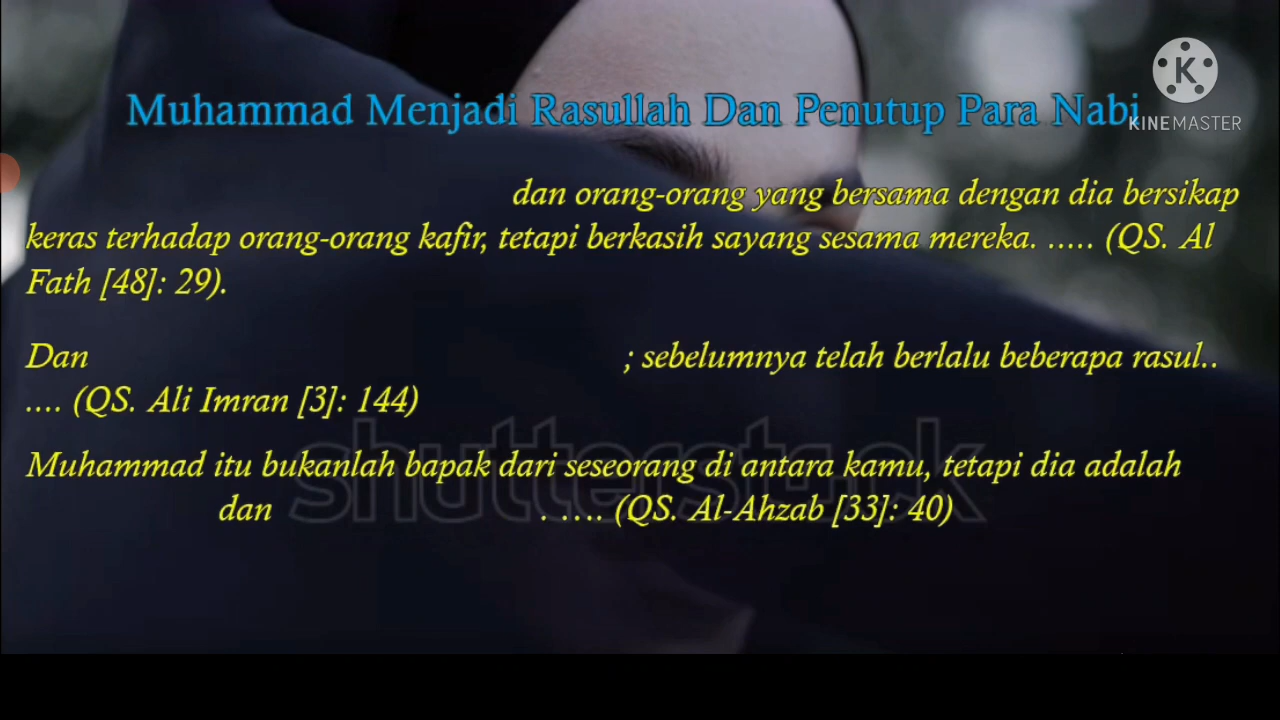 Muhammad Menjadi Rasullah Dan Penutup Para Nabi
KINEMASTER
dan orang-orang yang bersama dengan dia bersikap
keras terhadap orang-orang kafir, tetapi berkasih sayang sesama mereka. ..... (QS. Al
Fath [48]: 29).
Dan ; sebelumnya telah berlalu beberapa rasul..
.... (QS. Ali Imran [3]: 144)
Muhammad itu bukanlah bapak dari seseorang di antara kamu, tetapi dia adalah
dan . .... (QS. Al-Ahzab [33]: 40)
shutterstock